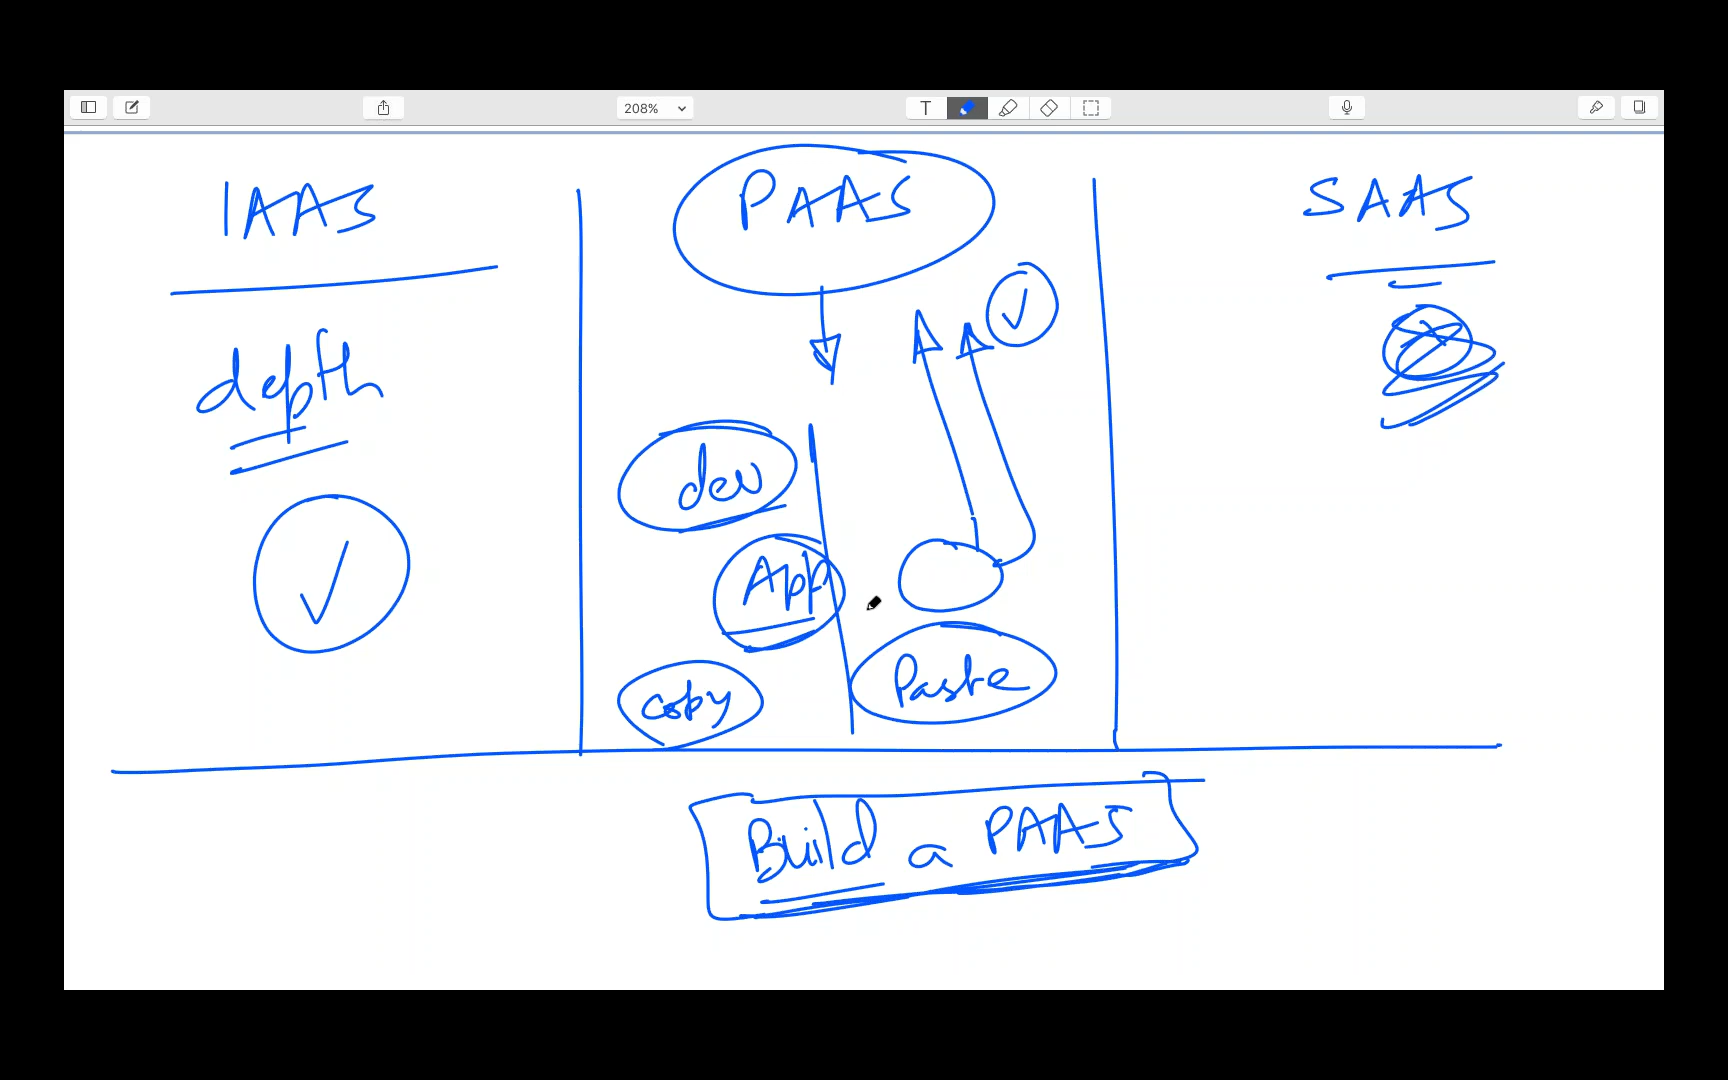 208%
T
IAAS
PAAS
SAAS
depth
dev
App
copy
Paste
Build a PAAS